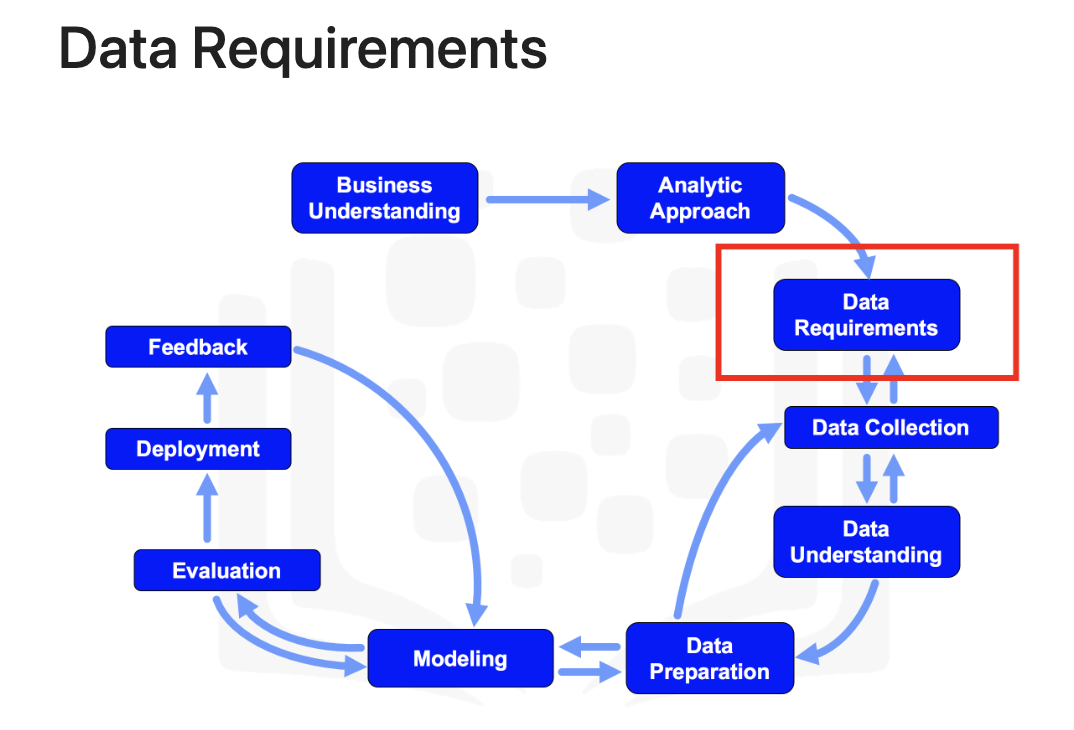 Data Requirements
Business
Understanding
Analytic
Approach
Data
Requirements
Feedback
Data Collection
Deployment
Data
Understanding
Evaluation
Modeling
Data
Preparation